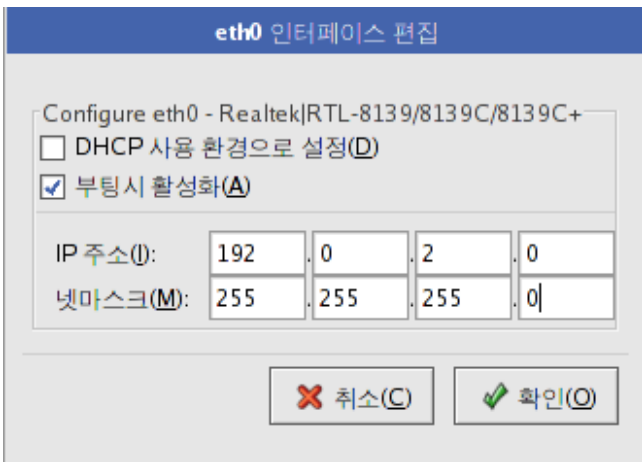 eth0 인터페이스 편집
Configure eth0 - Realtek|RTL-8139/8139C/8139C+
DHCP 사용 환경으로 설정(D)
부팅시 활성화(A)
IP 주소(I): 192 . 0 . 2 . 0
넷마스크(M): 255 . 255 . 255 . 0
취소(C) 확인(O)